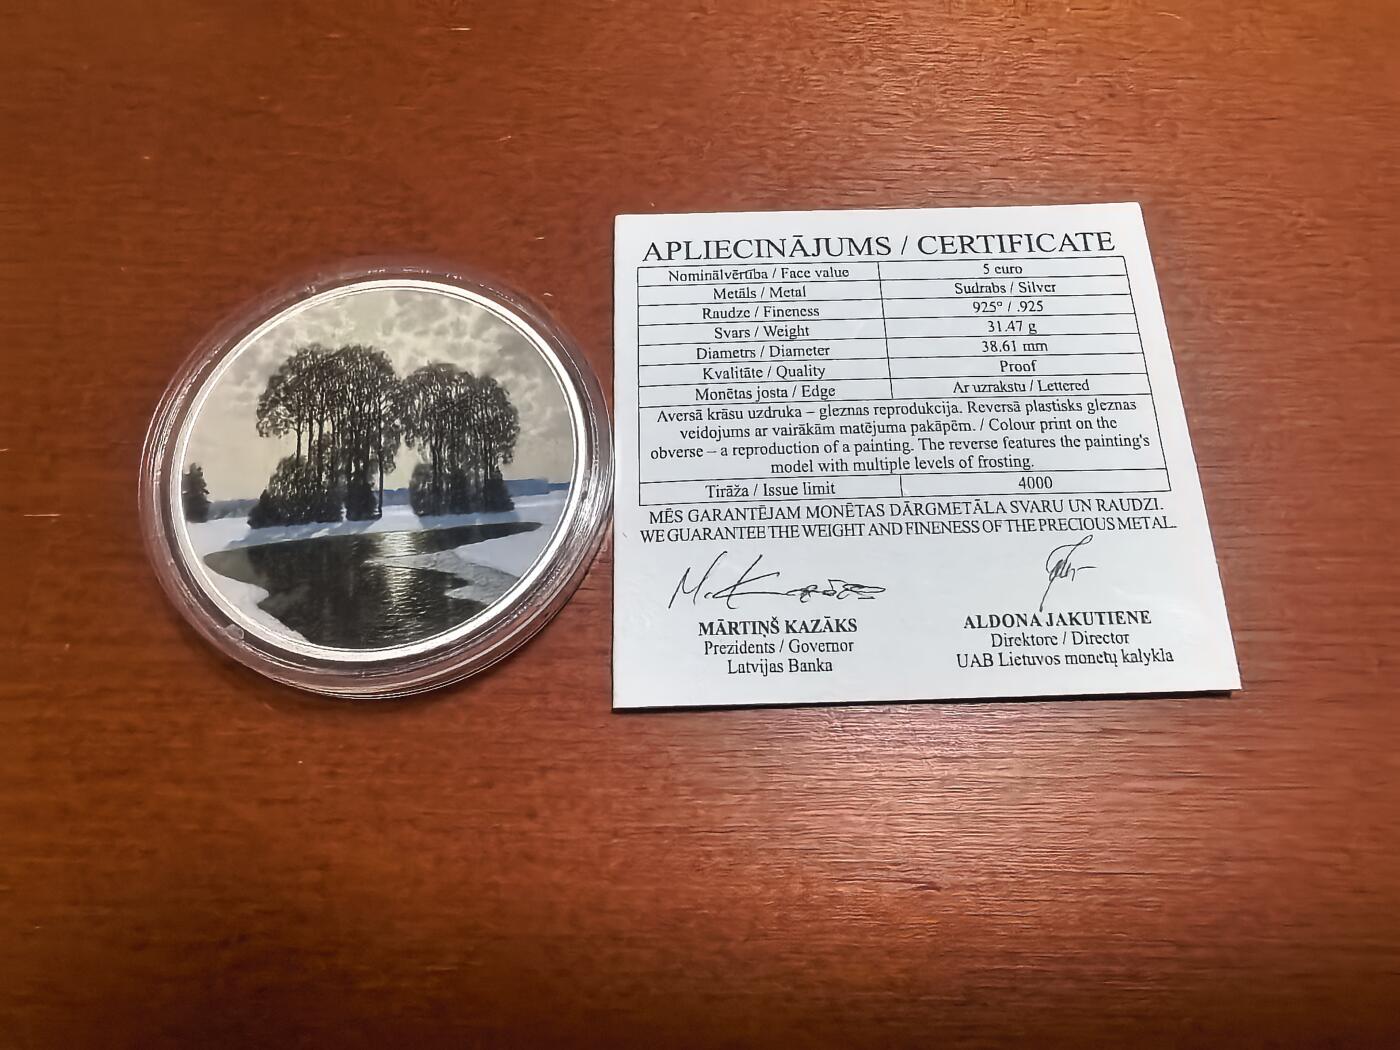 APLIECINĀJUMS / CERTIFICATE
Nominālvērtība / Face value 5 euro
Metāls / Metal Sudrabs / Silver
Raudze / Fineness 925° / .925
Svars / Weight 31.47 g
Diametrs / Diameter 38.61 mm
Kvalitāte / Quality Proof
Monētas josta / Edge Ar uzrakstu / Lettered
Aversā krāsu uzdruka – gleznas reprodukcija. Reversā plastisks gleznas
veidojums ar vairākām matējuma pakāpēm. / Colour print on the
obverse – a reproduction of a painting. The reverse features the painting's
model with multiple levels of frosting.
Tirāža / Issue limit 4000
MĒS GARANTĒJAM MONĒTAS DĀRGMETĀLA SVARU UN RAUDZI.
WE GUARANTEE THE WEIGHT AND FINENESS OF THE PRECIOUS METAL.
MĀRTIŅŠ KAZĀKS
Prezidents / Governor
Latvijas Banka
ALDONA JAKUTIENE
Direktore / Director
UAB Lietuvos monetų kalykla